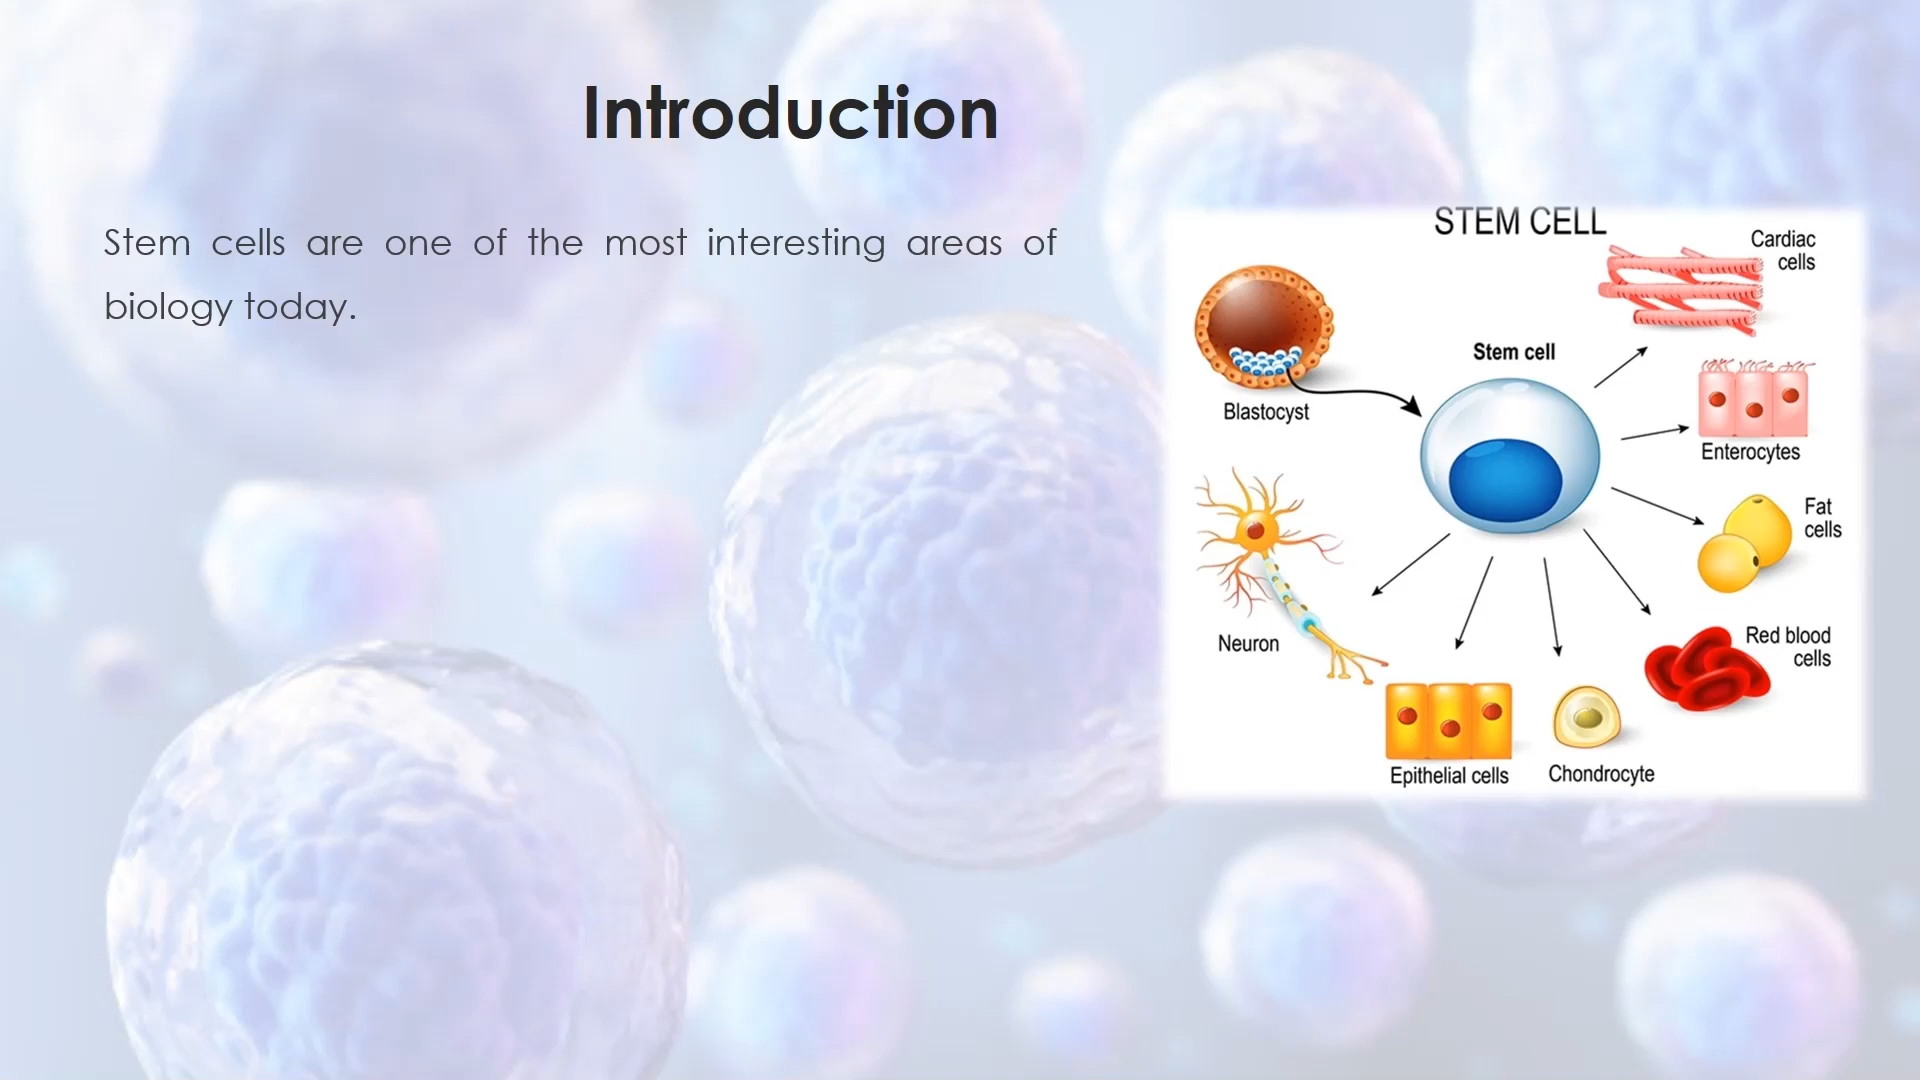 Introduction
Stem cells are one of the most interesting areas of
biology today.
STEM CELL
Cardiac
cells
Stem cell
Blastocyst
Enterocytes
Fat
cells
Neuron
Red blood
cells
Epithelial cells
Chondrocyte